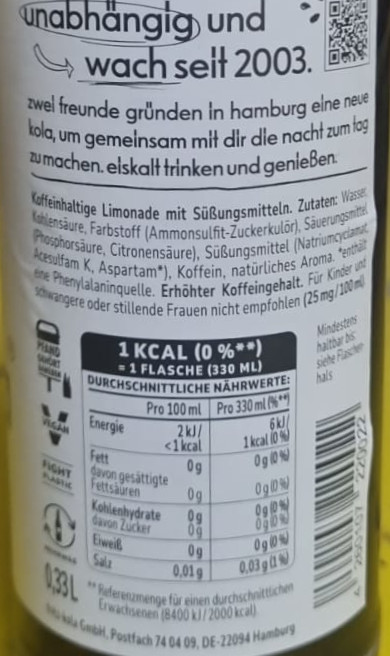 unabhängig und
wach seit 2003.
zwei freunde gründen in hamburg eine neue
kola, um gemeinsam mit dir die nacht zum tag
zu machen. eiskalt trinken und genießen.
Koffeinhaltige Limonade mit Süßungsmitteln. Zutaten: Wasser,
Kohlensäure, Farbstoff (Ammonsulfit-Zuckerkulör), Säuerungsmittel
(Phosphorsäure, Citronensäure), Süßungsmittel (Natriumcyclamat,
Acesulfam K, Aspartam*), Koffein, natürliches Aroma. *enthält
eine Phenylalaninquelle. Erhöhter Koffeingehalt. Für Kinder und
schwangere oder stillende Frauen nicht empfohlen (25 mg/100 ml)
Mindestens
haltbar bis:
siehe Flaschen-
hals
PFAND
VEGAN
FIGHT
PLASTIC
1 KCAL (0 %**)
= 1 FLASCHE (330 ML)
DURCHSCHNITTLICHE NÄHRWERTE:
Pro 100 ml Pro 330 ml (%**)
Energie 2 kJ/ 6 kJ/
<1 kcal 1 kcal (0 %)
Fett 0 g 0 g (0 %)
davon gesättigte
Fettsäuren 0 g 0 g (0 %)
Kohlenhydrate 0 g 0 g (0 %)
davon Zucker 0 g 0 g (0 %)
Eiweiß 0 g 0 g (0 %)
Salz 0,01 g 0,03 g (1 %)
0,33 L
** Referenzmenge für einen durchschnittlichen
Erwachsenen (8400 kJ / 2000 kcal).
fritz-kola GmbH, Postfach 74 04 09, DE-22094 Hamburg